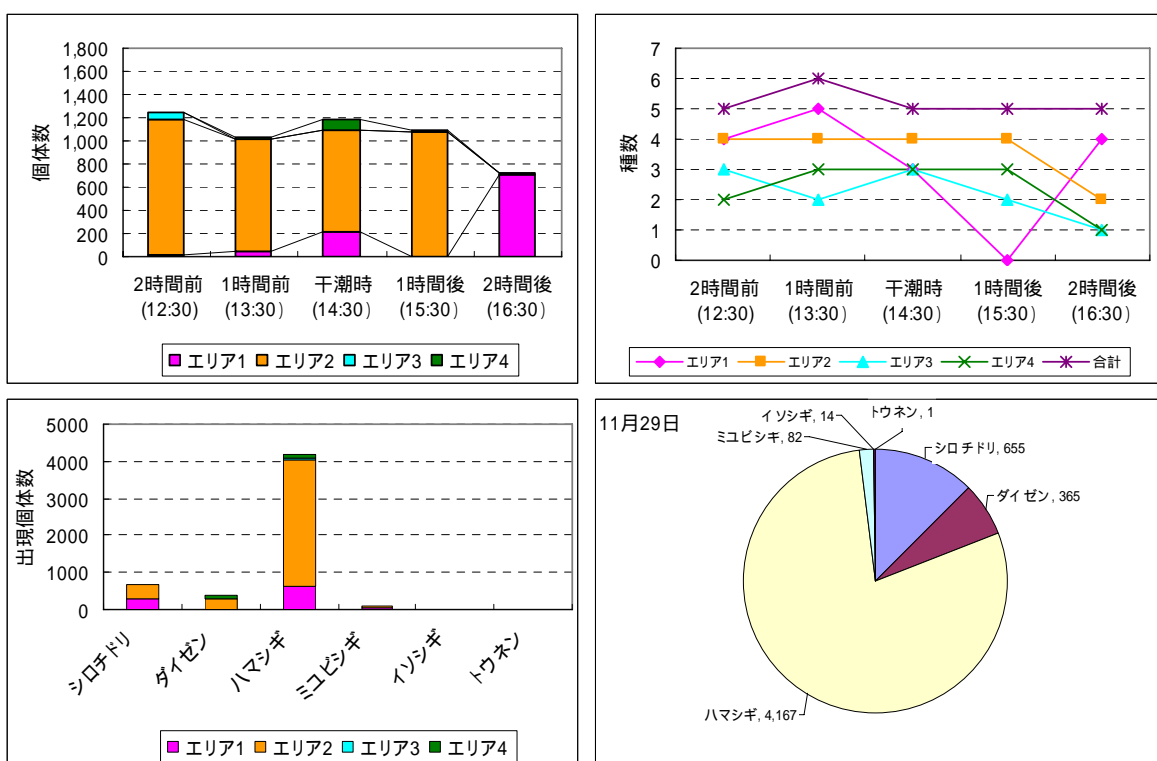 1,800
1,600
1,400
1,200
1,000
800
600
400
200
0
個体数
2時間前 1時間前 干潮時 1時間後 2時間後
(12:30) (13:30) (14:30) (15:30) (16:30)
エリア1 エリア2 エリア3 エリア4
7
6
5
4
3
2
1
0
種数
2時間前 1時間前 干潮時 1時間後 2時間後
(12:30) (13:30) (14:30) (15:30) (16:30)
エリア1 エリア2 エリア3 エリア4 合計
5000
4000
3000
2000
1000
0
出現個体数
シロチドリ
ダイゼン
ハマシギ
ミユビシギ
イソシギ
トウネン
エリア1 エリア2 エリア3 エリア4
11月29日
イソシギ, 14
トウネン, 1
ミユビシギ, 82
シロチドリ, 655
ダイゼン, 365
ハマシギ, 4,167